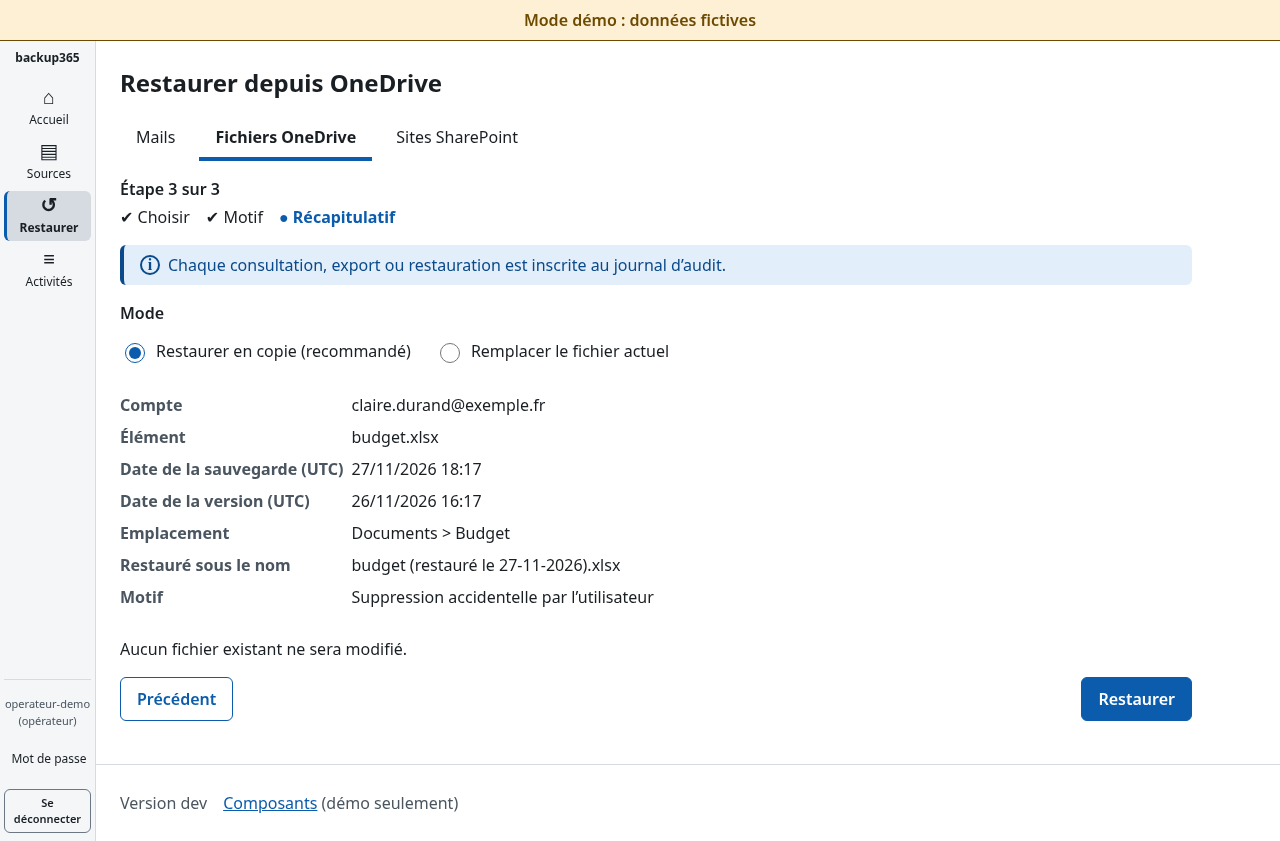 Mode démo : données fictives
backup365
Accueil
Sources
Restaurer
Activités
operateur-demo
(opérateur)
Mot de passe
Se
déconnecter
Restaurer depuis OneDrive
Mails Fichiers OneDrive Sites SharePoint
Étape 3 sur 3
✔ Choisir ✔ Motif ● Récapitulatif
Chaque consultation, export ou restauration est inscrite au journal d’audit.
Mode
Restaurer en copie (recommandé) Remplacer le fichier actuel
Compte claire.durand@exemple.fr
Élément budget.xlsx
Date de la sauvegarde (UTC) 27/11/2026 18:17
Date de la version (UTC) 26/11/2026 16:17
Emplacement Documents > Budget
Restauré sous le nom budget (restauré le 27-11-2026).xlsx
Motif Suppression accidentelle par l’utilisateur
Aucun fichier existant ne sera modifié.
Précédent Restaurer
Version dev Composants (démo seulement)